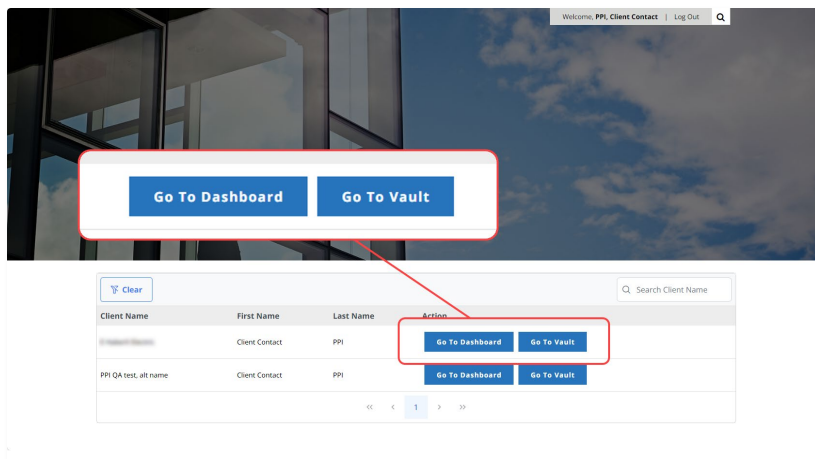 Welcome, PPI, Client Contact | Log Out
Go To Dashboard Go To Vault
Clear Search Client Name
Client Name First Name Last Name Action
Client Contact PPI Go To Dashboard Go To Vault
PPI QA test, alt name Client Contact PPI Go To Dashboard Go To Vault
<< < 1 > >>